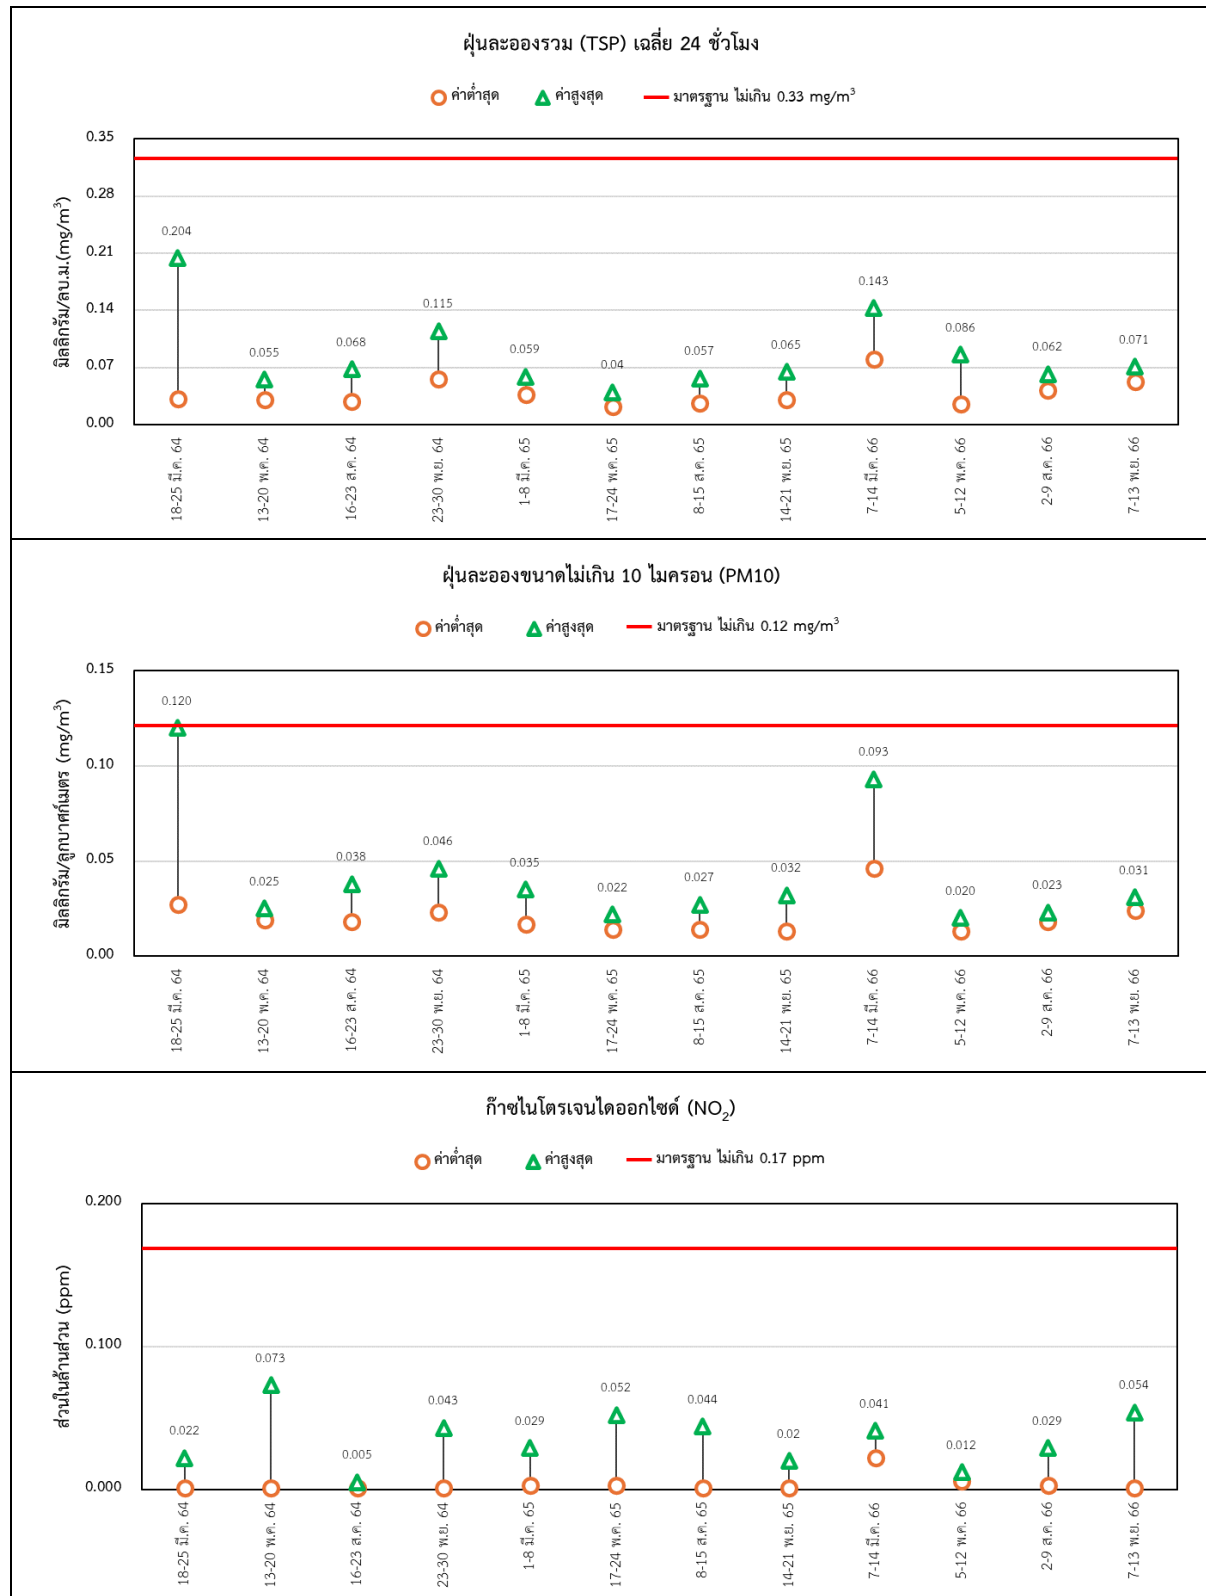 ฝุ่นละอองรวม (TSP) เฉลี่ย 24 ชั่วโมง
ค่าต่ำสุด ค่าสูงสุด มาตรฐาน ไม่เกิน 0.33 mg/m³
มิลลิกรัม/ลบ.ม.(mg/m³)
0.35
0.28
0.21
0.14
0.07
0.00
0.204 0.055 0.068 0.115 0.059 0.04 0.057 0.065 0.143 0.086 0.062 0.071
18-25 มี.ค. 64
13-20 พ.ค. 64
16-23 ส.ค. 64
23-30 พ.ย. 64
1-8 มี.ค. 65
17-24 พ.ค. 65
8-15 ส.ค. 65
14-21 พ.ย. 65
7-14 มี.ค. 66
5-12 พ.ค. 66
2-9 ส.ค. 66
7-13 พ.ย. 66
ฝุ่นละอองขนาดไม่เกิน 10 ไมครอน (PM10)
ค่าต่ำสุด ค่าสูงสุด มาตรฐาน ไม่เกิน 0.12 mg/m³
มิลลิกรัม/ลูกบาศก์เมตร (mg/m³)
0.15
0.10
0.05
0.00
0.120 0.025 0.038 0.046 0.035 0.022 0.027 0.032 0.093 0.020 0.023 0.031
18-25 มี.ค. 64
13-20 พ.ค. 64
16-23 ส.ค. 64
23-30 พ.ย. 64
1-8 มี.ค. 65
17-24 พ.ค. 65
8-15 ส.ค. 65
14-21 พ.ย. 65
7-14 มี.ค. 66
5-12 พ.ค. 66
2-9 ส.ค. 66
7-13 พ.ย. 66
ก๊าซไนโตรเจนไดออกไซด์ (NO₂)
ค่าต่ำสุด ค่าสูงสุด มาตรฐาน ไม่เกิน 0.17 ppm
ส่วนในล้านส่วน (ppm)
0.200
0.100
0.000
0.022 0.073 0.005 0.043 0.029 0.052 0.044 0.02 0.041 0.012 0.029 0.054
18-25 มี.ค. 64
13-20 พ.ค. 64
16-23 ส.ค. 64
23-30 พ.ย. 64
1-8 มี.ค. 65
17-24 พ.ค. 65
8-15 ส.ค. 65
14-21 พ.ย. 65
7-14 มี.ค. 66
5-12 พ.ค. 66
2-9 ส.ค. 66
7-13 พ.ย. 66